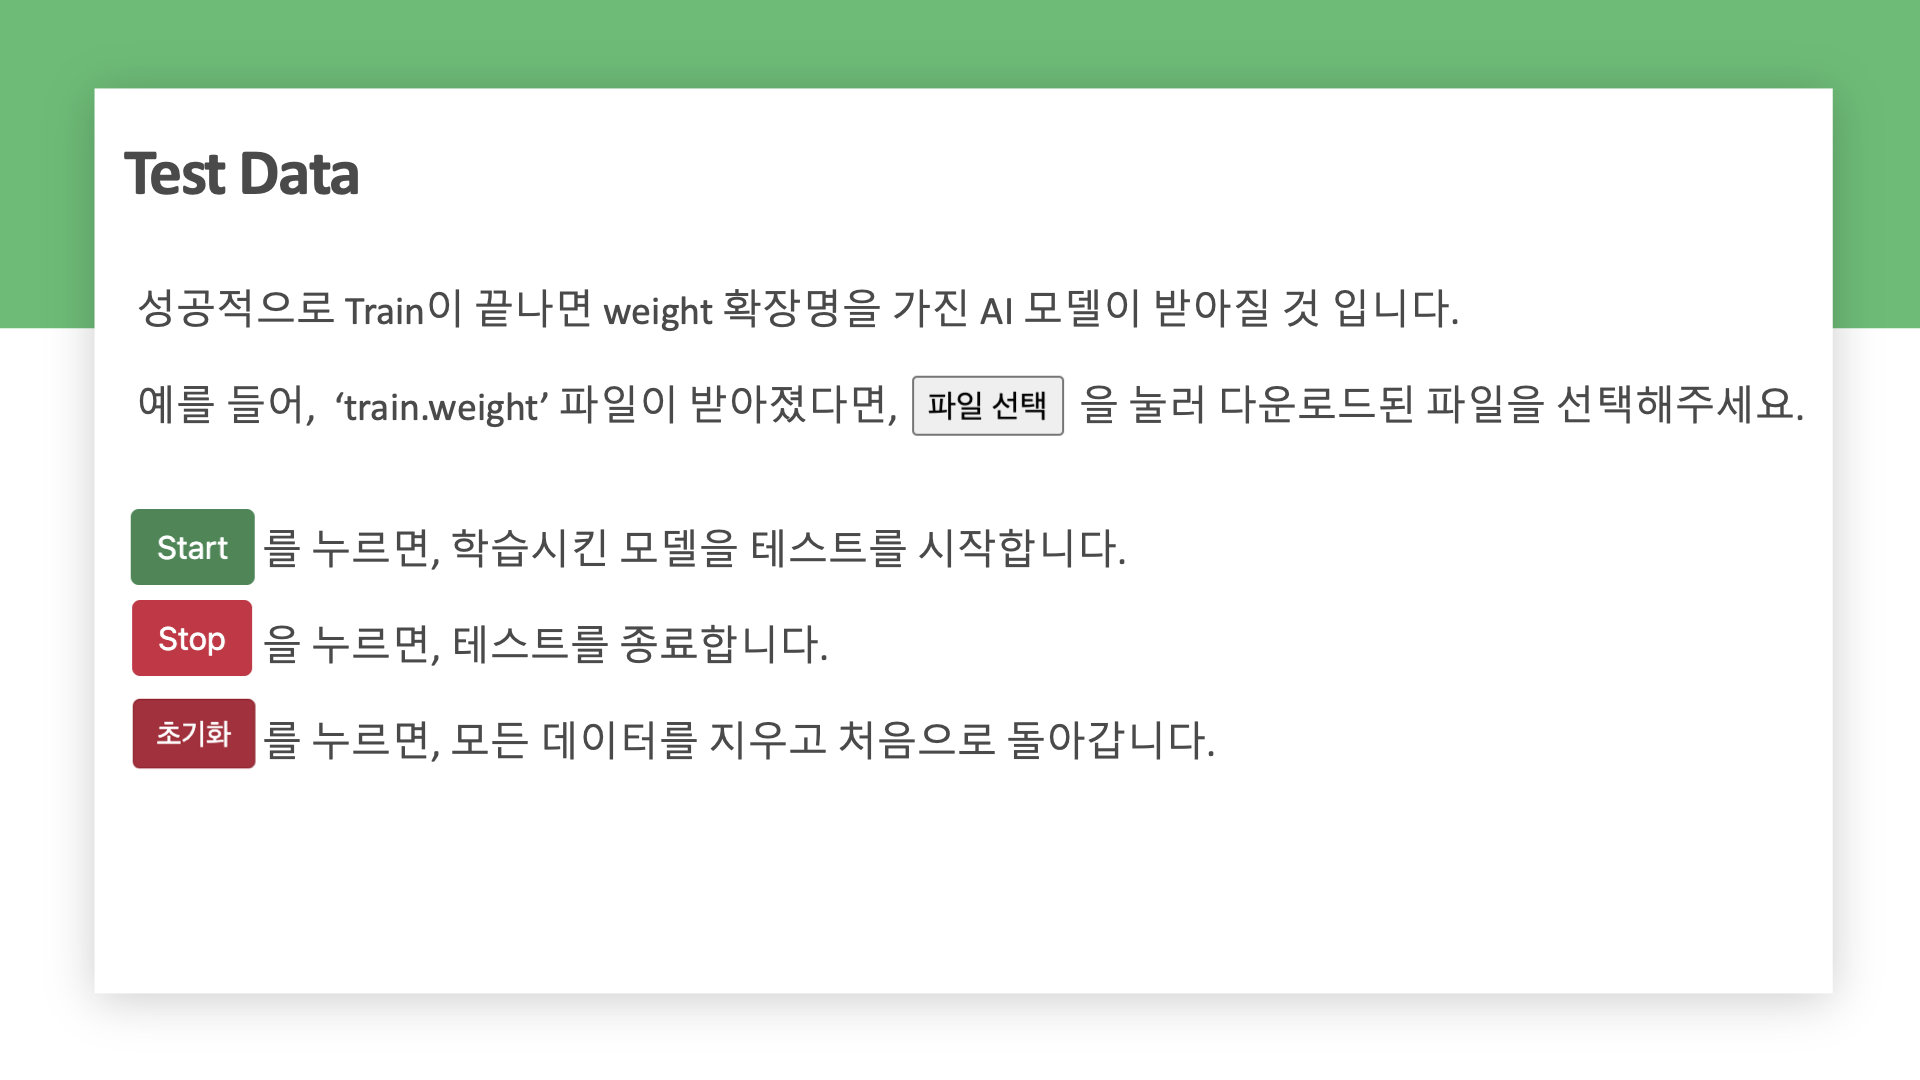 Test Data
성공적으로 Train이 끝나면 weight 확장명을 가진 AI 모델이 받아질 것 입니다.
예를 들어, ‘train.weight’ 파일이 받아졌다면, 파일 선택 을 눌러 다운로드된 파일을 선택해주세요.
Start 를 누르면, 학습시킨 모델을 테스트를 시작합니다.
Stop 을 누르면, 테스트를 종료합니다.
초기화 를 누르면, 모든 데이터를 지우고 처음으로 돌아갑니다.